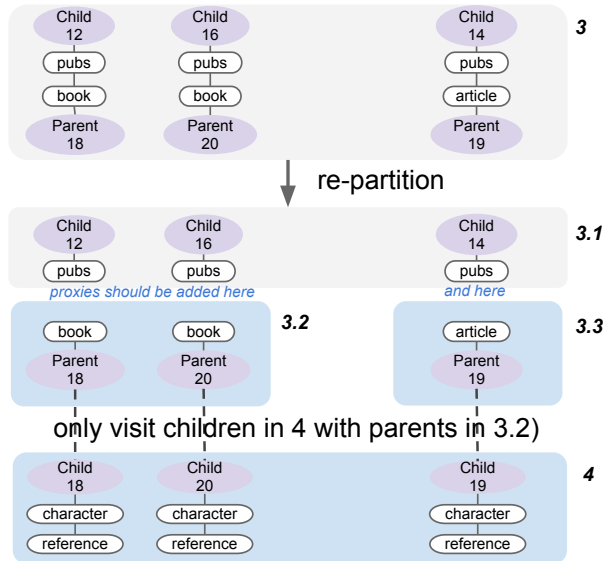 Child Child Child 3
12 16 14
pubs pubs pubs
book book article
Parent Parent Parent
18 20 19
re-partition
Child Child Child 3.1
12 16 14
pubs pubs pubs
proxies should be added here and here
book book 3.2 article 3.3
Parent Parent Parent
18 20 19
only visit children in 4 with parents in 3.2)
Child Child Child 4
18 20 19
character character character
reference reference reference